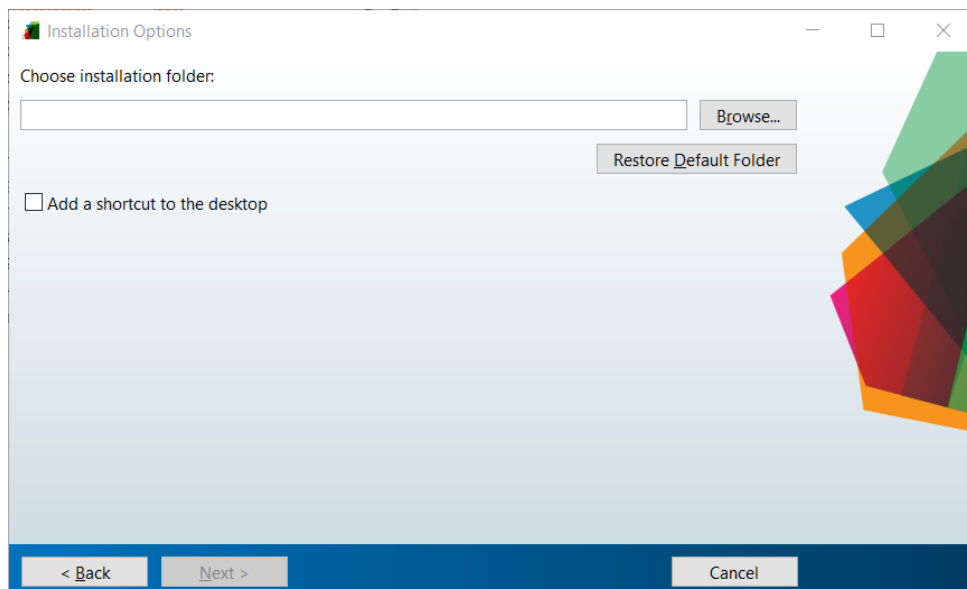 Installation Options
Choose installation folder:
Browse...
Restore Default Folder
Add a shortcut to the desktop
< Back
Next >
Cancel